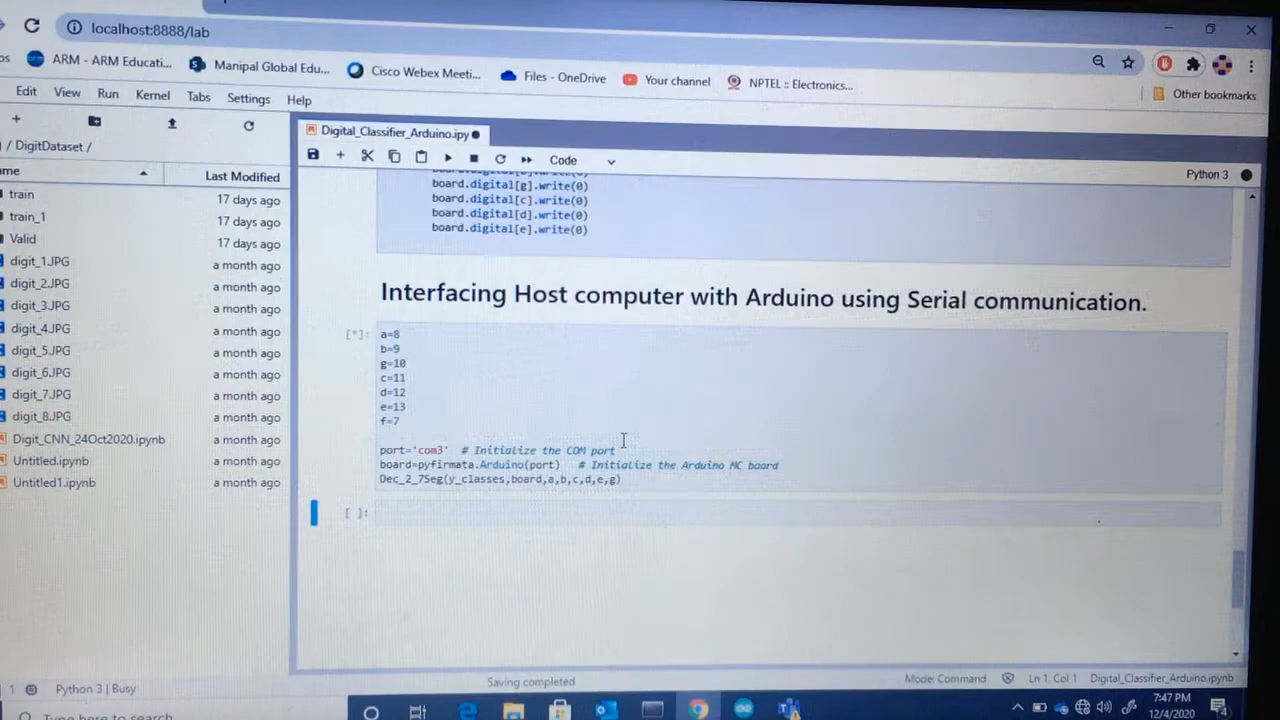 localhost:8888/lab
ARM - ARM Educati...
Manipal Global Edu...
Cisco Webex Meeti...
Files - OneDrive
Your channel
NPTEL :: Electronics...
Other bookmarks
Edit View Run Kernel Tabs Settings Help
/ DigitDataset /
Last Modified
train 17 days ago
train_1 17 days ago
Valid 17 days ago
digit_1.JPG a month ago
digit_2.JPG a month ago
digit_3.JPG a month ago
digit_4.JPG a month ago
digit_5.JPG a month ago
digit_6.JPG a month ago
digit_7.JPG a month ago
digit_8.JPG a month ago
Digit_CNN_24Oct2020.ipynb a month ago
Untitled.ipynb a month ago
Untitled1.ipynb a month ago
Digital_Classifier_Arduino.ipy
Code
Python 3
board.digital[g].write(0)
board.digital[c].write(0)
board.digital[d].write(0)
board.digital[e].write(0)
Interfacing Host computer with Arduino using Serial communication.
[*]: a=8
b=9
g=10
c=11
d=12
e=13
f=7
port='com3' # Initialize the COM port
board=pyfirmata.Arduino(port) # Initialize the Arduino MC board
Dec_2_7Seg(y_classes,board,a,b,c,d,e,g)
[ ]:
1 Python 3 | Busy
Saving completed
Mode: Command
Ln 1, Col 1
Digital_Classifier_Arduino.ipynb
Type here to search
7:47 PM
12/4/2020
4